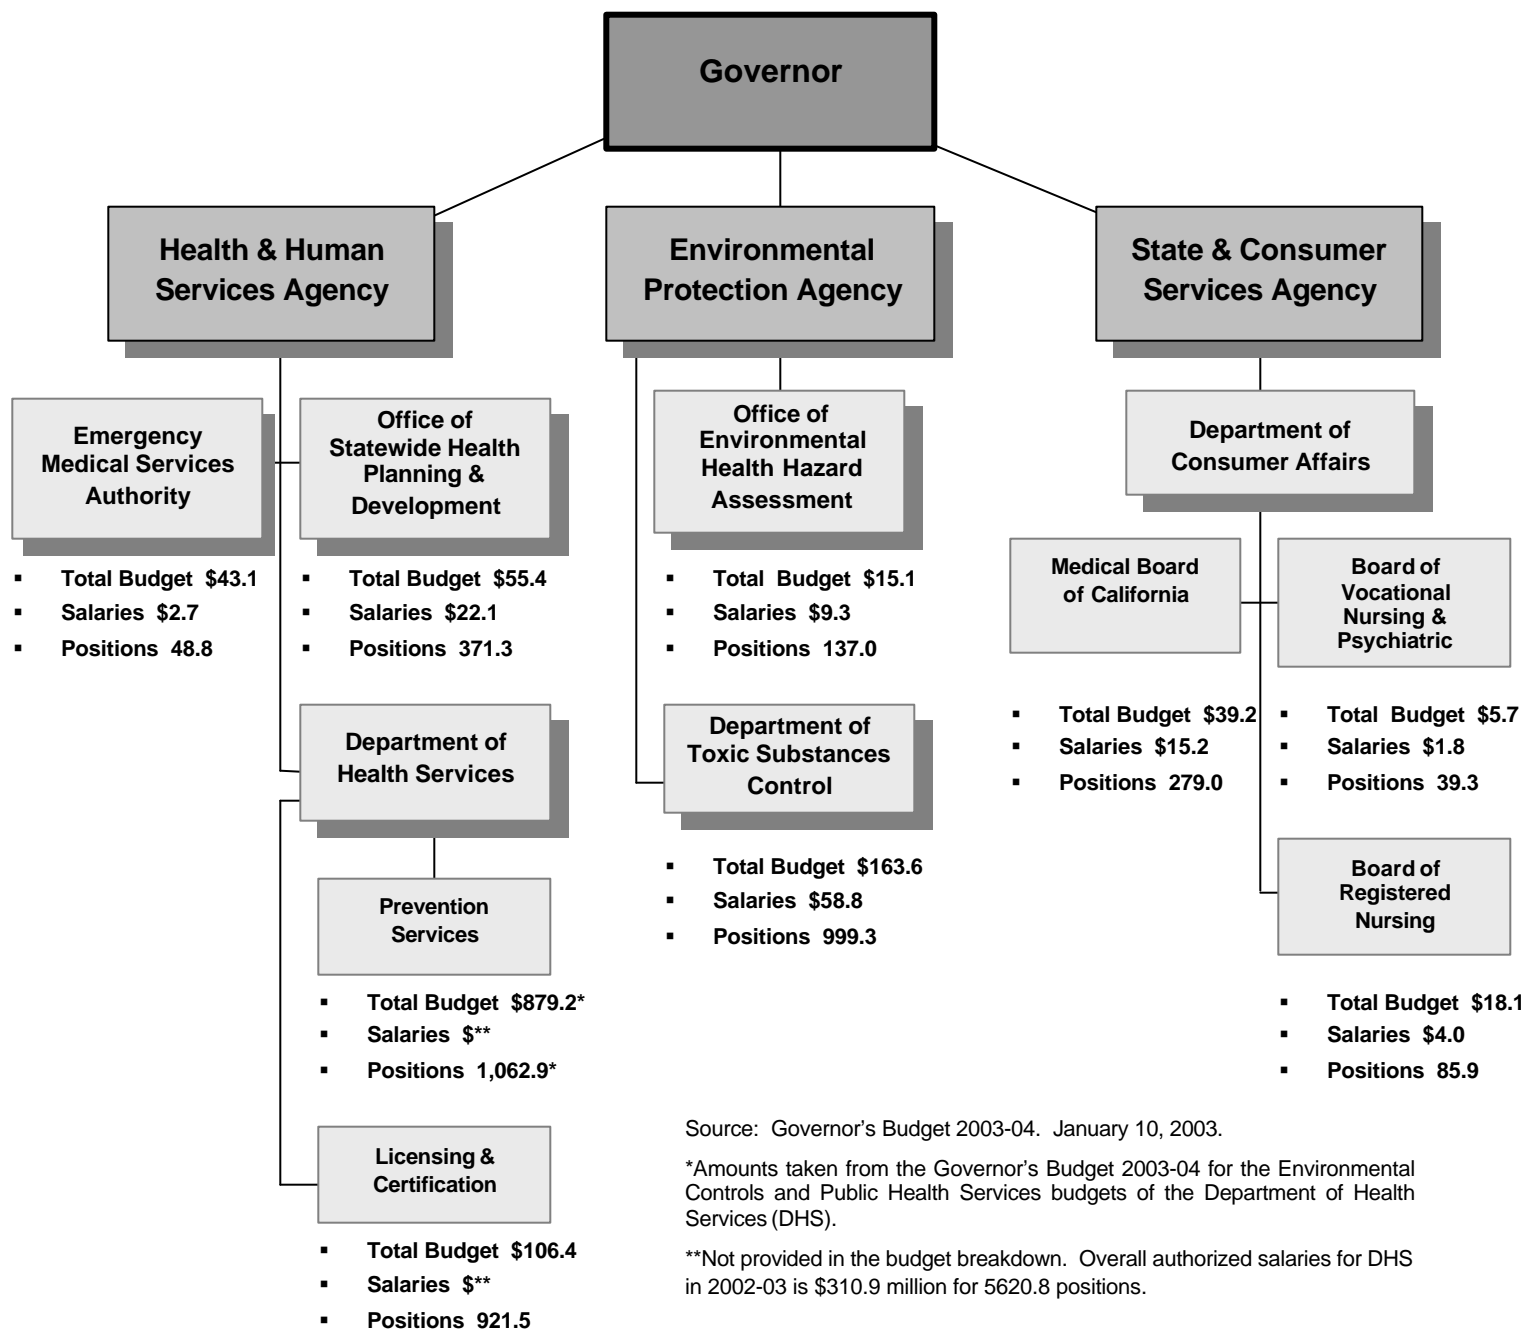 Governor
Health & Human
Services Agency
Environmental
Protection Agency
State & Consumer
Services Agency
Emergency
Medical Services
Authority
Office of
Statewide Health
Planning &
Development
Office of
Environmental
Health Hazard
Assessment
Department of
Consumer Affairs
▪ Total Budget $43.1
▪ Salaries $2.7
▪ Positions 48.8
▪ Total Budget $55.4
▪ Salaries $22.1
▪ Positions 371.3
▪ Total Budget $15.1
▪ Salaries $9.3
▪ Positions 137.0
Medical Board
of California
Board of
Vocational
Nursing &
Psychiatric
▪ Total Budget $39.2
▪ Salaries $15.2
▪ Positions 279.0
▪ Total Budget $5.7
▪ Salaries $1.8
▪ Positions 39.3
Department of
Health Services
Department of
Toxic Substances
Control
▪ Total Budget $163.6
▪ Salaries $58.8
▪ Positions 999.3
Board of
Registered
Nursing
▪ Total Budget $18.1
▪ Salaries $4.0
▪ Positions 85.9
Prevention
Services
▪ Total Budget $879.2*
▪ Salaries $**
▪ Positions 1,062.9*
Licensing &
Certification
▪ Total Budget $106.4
▪ Salaries $**
▪ Positions 921.5
Source: Governor's Budget 2003-04. January 10, 2003.
*Amounts taken from the Governor's Budget 2003-04 for the Environmental
Controls and Public Health Services budgets of the Department of Health
Services (DHS).
**Not provided in the budget breakdown. Overall authorized salaries for DHS
in 2002-03 is $310.9 million for 5620.8 positions.